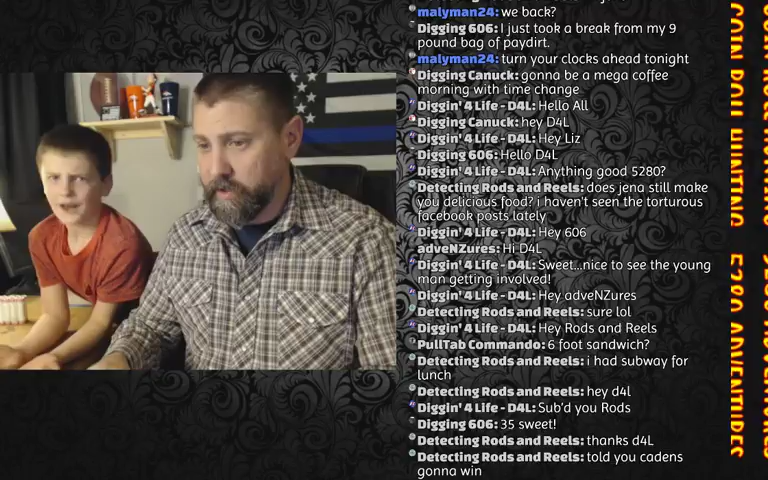 malyman24: we back?
Digging 606: I just took a break from my 9
pound bag of paydirt.
malyman24: turn your clocks ahead tonight
Digging Canuck: gonna be a mega coffee
morning with time change
Diggin' 4 Life - D4L: Hello All
Digging Canuck: hey D4L
Diggin' 4 Life - D4L: Hey Liz
Digging 606: Hello D4L
Diggin' 4 Life - D4L: Anything good 5280?
Detecting Rods and Reels: does jena still make
you delicious food? i haven't seen the torturous
facebook posts lately
Diggin' 4 Life - D4L: Hey 606
adveNZures: Hi D4L
Diggin' 4 Life - D4L: Sweet...nice to see the young
man getting involved!
Diggin' 4 Life - D4L: Hey adveNZures
Detecting Rods and Reels: sure lol
Diggin' 4 Life - D4L: Hey Rods and Reels
PullTab Commando: 6 foot sandwich?
Detecting Rods and Reels: i had subway for
lunch
Detecting Rods and Reels: hey d4l
Diggin' 4 Life - D4L: Sub'd you Rods
Digging 606: 35 sweet!
Detecting Rods and Reels: thanks d4L
Detecting Rods and Reels: told you cadens
gonna win
COIN ROLL HUNTING
5280 ADVENTURES